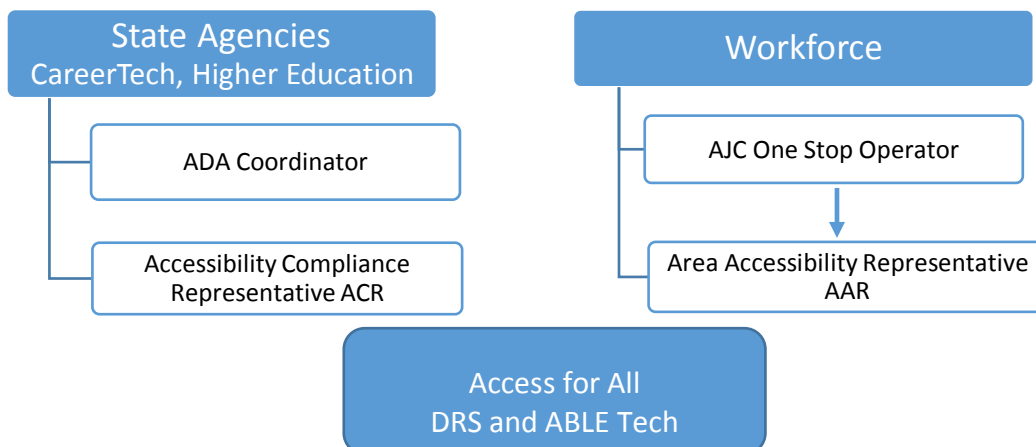 State Agencies
CareerTech, Higher Education
ADA Coordinator
Accessibility Compliance
Representative ACR
Workforce
AJC One Stop Operator
Area Accessibility Representative
AAR
Access for All
DRS and ABLE Tech